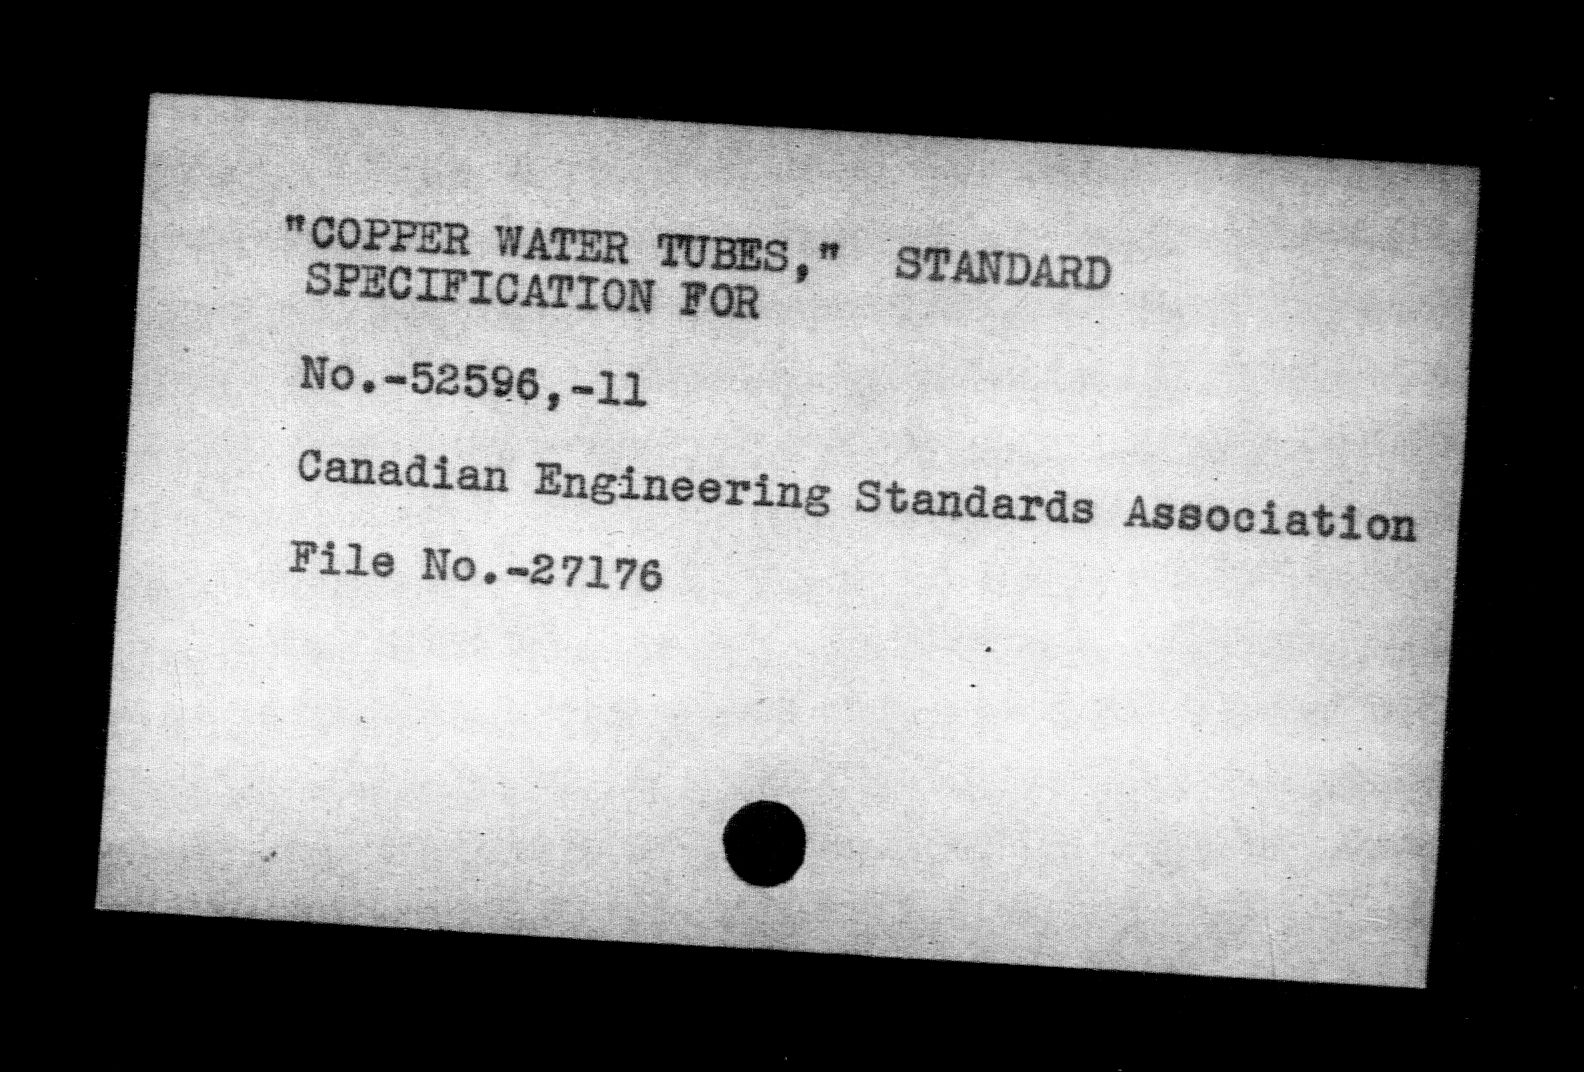 "COPPER WATER TUBES," STANDARD
SPECIFICATION FOR
No.-52596,-11
Canadian Engineering Standards Association
File No.-27176